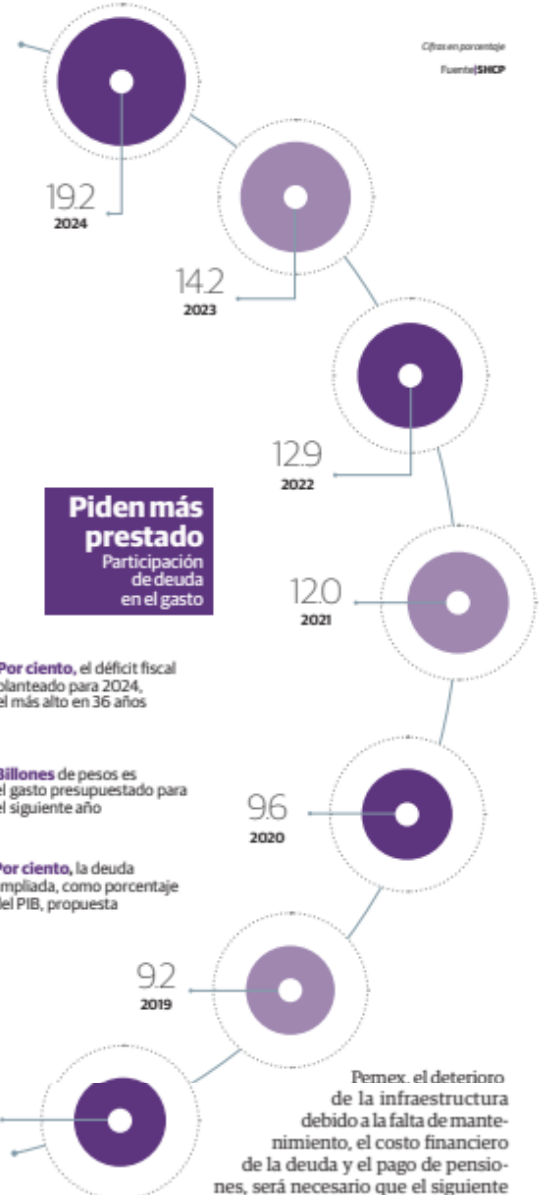 Cifras en porcentaje
Fuente|SHCP
19.2
2024
14.2
2023
12.9
2022
Piden más
prestado
Participación
de deuda
en el gasto
12.0
2021
Por ciento, el déficit fiscal
planteado para 2024,
el más alto en 36 años
Billones de pesos es
el gasto presupuestado para
el siguiente año
9.6
2020
Por ciento, la deuda
mpliada, como porcentaje
del PIB, propuesta
9.2
2019
Pemex, el deterioro
de la infraestructura
debido a la falta de mante-
nimiento, el costo financiero
de la deuda y el pago de pensio-
nes, será necesario que el siguiente